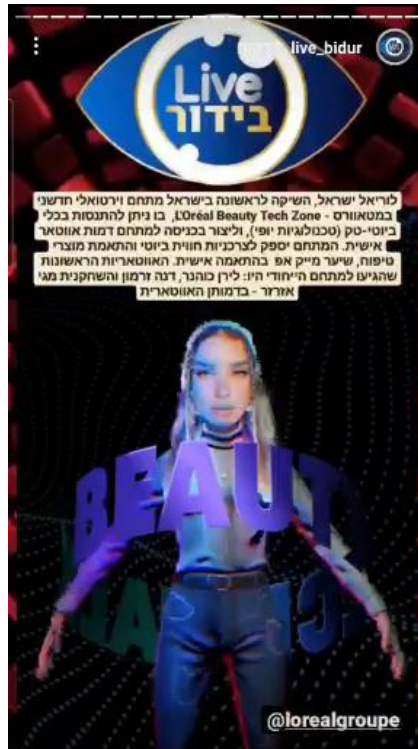 live_bidur
Live
בידור
לוריאל ישראל, השיקה לראשונה בישראל מתחם וירטואלי חדשני
במטאוורס - L'Oréal Beauty Tech Zone, בו ניתן להתנסות בכלי
ביוטי-טק (טכנולוגיות יופי), וליצור בכניסה למתחם דמות אווטאר
אישית. המתחם יספק לצרכניות חווית ביוטי והתאמת מוצרי
טיפוח, שיער מייק אפ בהתאמה אישית. האווטאריות הראשונות
שהגיעו למתחם הייחודי היו: לירן כוהנר, דנה זרמון והשחקנית מגי
אזרזר - בדמותן האווטארית
BEAUTY
@lorealgroupe